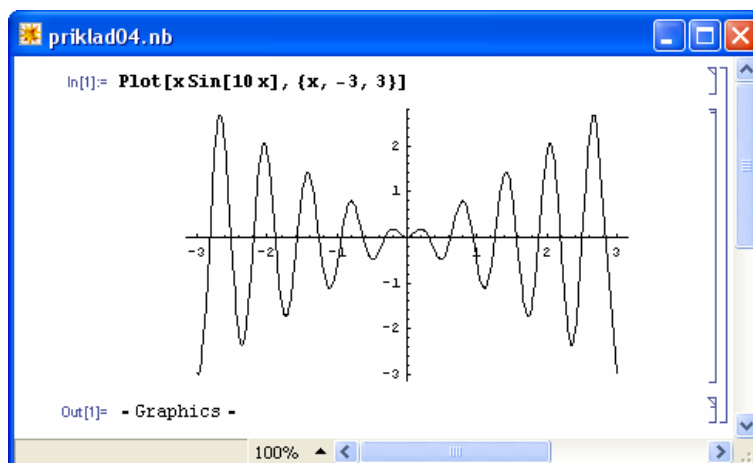 priklad04.nb
In[1]:= Plot[x Sin[10 x], {x, -3, 3}]
2
1
-3 -2 -1 1 2 3
-1
-2
-3
Out[1]= - Graphics -
100%